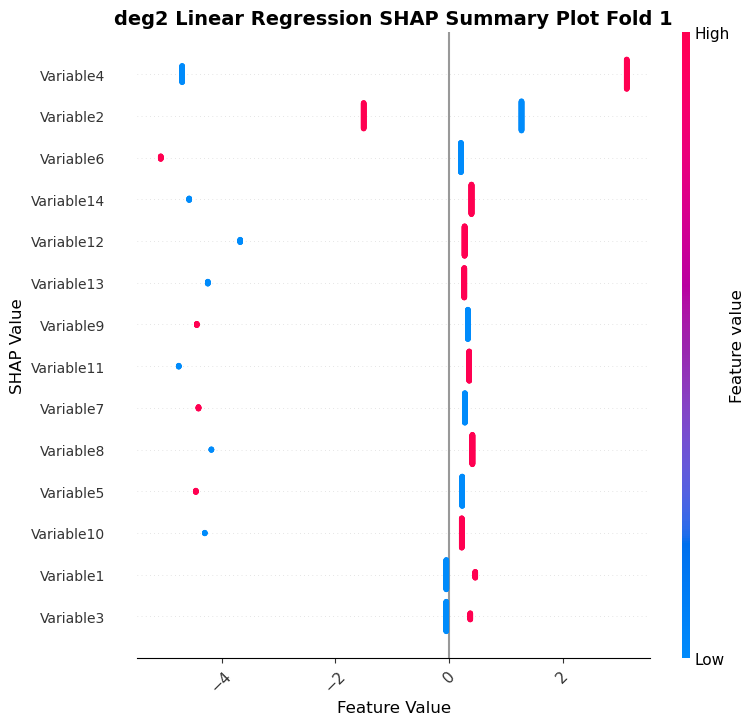 deg2 Linear Regression SHAP Summary Plot Fold 1
High
Variable4
Variable2
Variable6
Variable14
Variable12
Variable13
Variable9
Variable11
Variable7
Variable8
Variable5
Variable10
Variable1
Variable3
SHAP Value
Feature value
Low
−4
−2
0
2
Feature Value